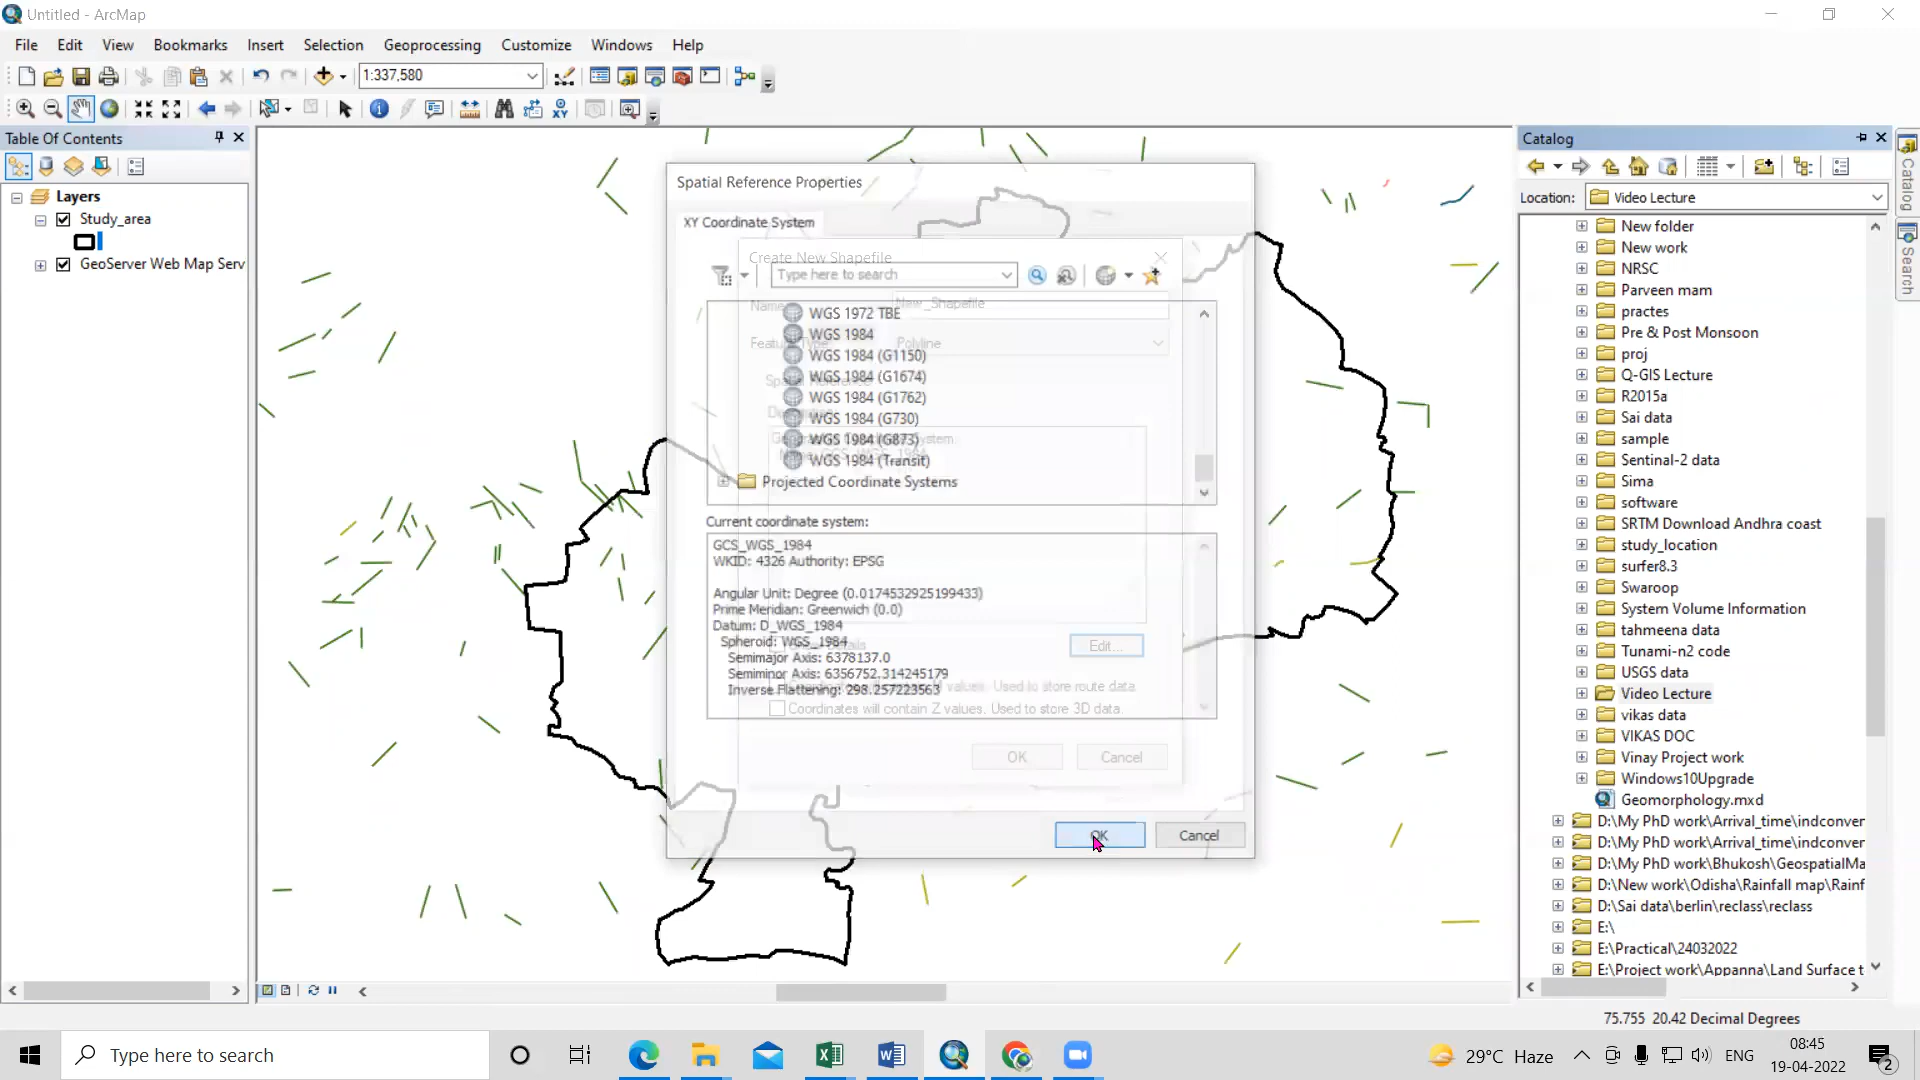 Untitled - ArcMap
File Edit View Bookmarks Insert Selection Geoprocessing Customize Windows Help
1:337,580
Table Of Contents
Layers
Study_area
GeoServer Web Map Serv
Spatial Reference Properties
XY Coordinate System
Create New Shapefile
Type here to search
Name
New_Shapefile
Polyline
WGS 1972 TBE
WGS 1984
WGS 1984 (G1150)
WGS 1984 (G1674)
WGS 1984 (G1762)
WGS 1984 (G730)
WGS 1984 (G873)
WGS 1984 (Transit)
Projected Coordinate Systems
Current coordinate system:
GCS_WGS_1984
WKID: 4326 Authority: EPSG
Angular Unit: Degree (0.0174532925199433)
Prime Meridian: Greenwich (0.0)
Datum: D_WGS_1984
Spheroid: WGS_1984
Semimajor Axis: 6378137.0
Semiminor Axis: 6356752.314245179
Inverse Flattening: 298.257223563
Edit...
values. Used to store route data.
Coordinates will contain Z values. Used to store 3D data.
OK Cancel
OK Cancel
Catalog
Location: Video Lecture
New folder
New work
NRSC
Parveen mam
practes
Pre & Post Monsoon
proj
Q-GIS Lecture
R2015a
Sai data
sample
Sentinal-2 data
Sima
software
SRTM Download Andhra coast
study_location
surfer8.3
Swaroop
System Volume Information
tahmeena data
Tunami-n2 code
USGS data
Video Lecture
vikas data
VIKAS DOC
Vinay Project work
Windows10Upgrade
Geomorphology.mxd
D:\My PhD work\Arrival_time\indconver
D:\My PhD work\Arrival_time\indconver
D:\My PhD work\Bhukosh\GeospatialMa
D:\New work\Odisha\Rainfall map\Rainf
D:\Sai data\berlin\reclass\reclass
E:\
E:\Practical\24032022
E:\Project work\Appanna\Land Surface t
Catalog
Search
75.755 20.42 Decimal Degrees
Type here to search
29°C Haze
ENG
08:45
19-04-2022
2